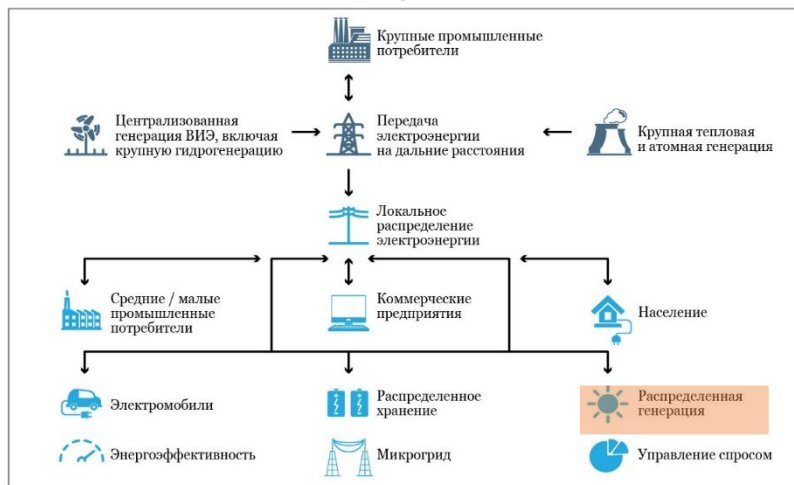 Крупные промышленные
потребители
Централизованная
генерация ВИЭ, включая
крупную гидрогенерацию
Передача
электроэнергии
на дальние расстояния
Крупная тепловая
и атомная генерация
Локальное
распределение
электроэнергии
Средние / малые
промышленные
потребители
Коммерческие
предприятия
Население
Электромобили
Распределенное
хранение
Распределенная
генерация
Энергоэффективность
Микрогрид
Управление спросом